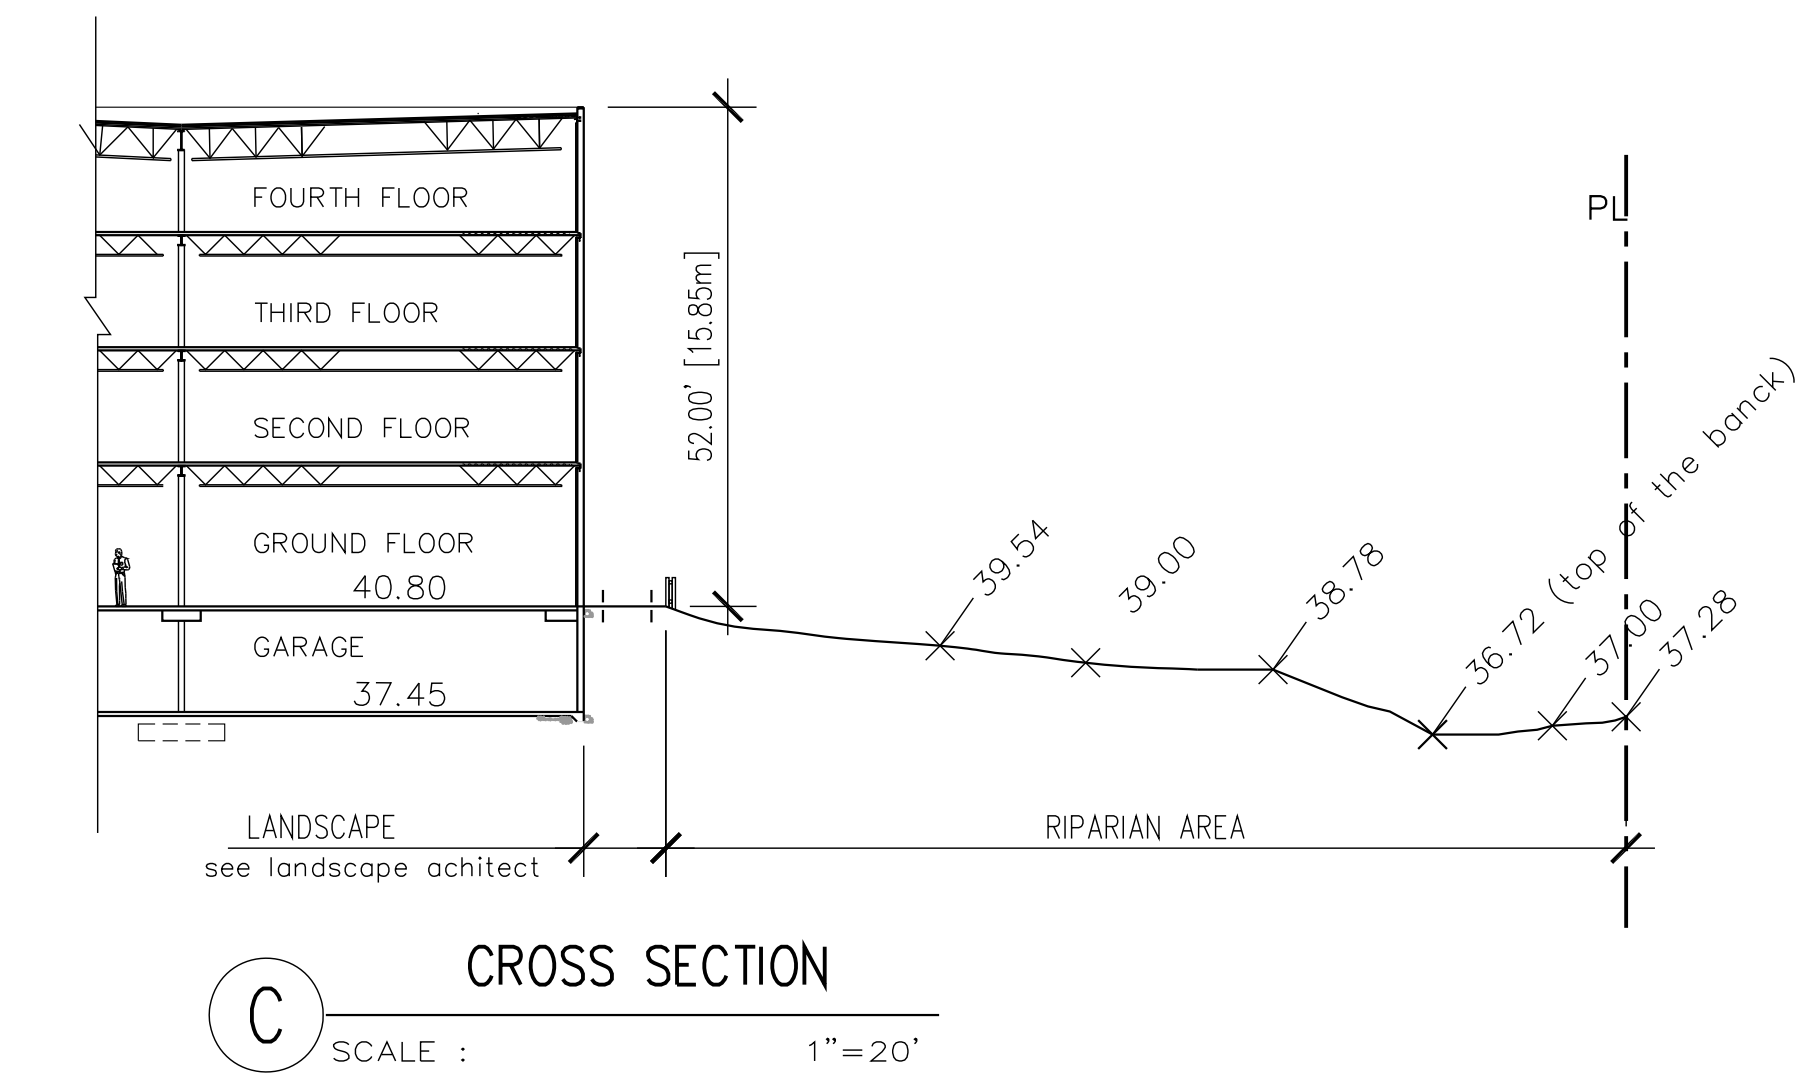 PL
FOURTH FLOOR
THIRD FLOOR
52.00' [15.85m]
SECOND FLOOR
GROUND FLOOR
40.80
39.54
39.00
38.78
36.72 (top of the banck)
37.00
37.28
GARAGE
37.45
LANDSCAPE
see landscape achitect
RIPARIAN AREA
CROSS SECTION
C
SCALE : 1"=20'